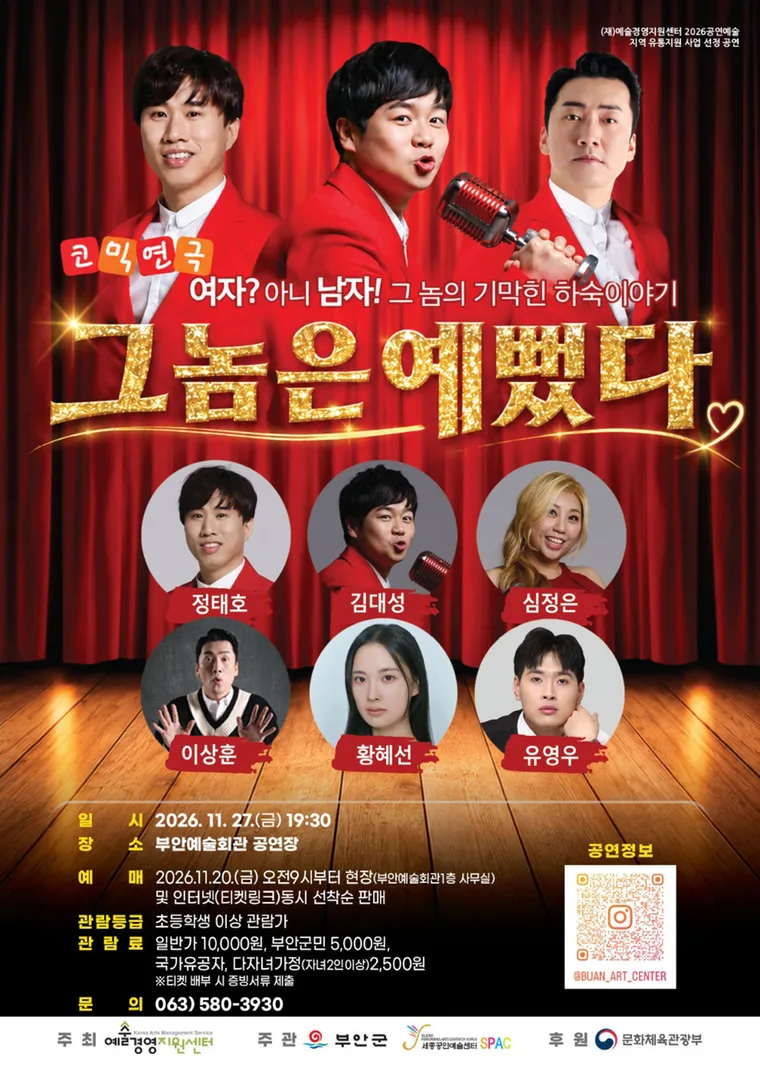 (재)예술경영지원센터 2026공연예술
지역 유통지원 사업 선정 공연
코믹연극
여자? 아니 남자! 그 놈의 기막힌 하숙이야기
그놈은예뻤다
정태호
김대성
심정은
이상훈
황혜선
유영우
일 시 2026. 11. 27.(금) 19:30
장 소 부안예술회관 공연장
예 매 2026.11.20.(금) 오전9시부터 현장(부안예술회관1층 사무실)
및 인터넷(티켓링크)동시 선착순 판매
관람등급 초등학생 이상 관람가
관 람 료 일반가 10,000원, 부안군민 5,000원,
국가유공자, 다자녀가정(자녀2인이상)2,500원
※티켓 배부 시 증빙서류 제출
문 의 063) 580-3930
공연정보
@BUAN_ART_CENTER
주 최 Korea Arts Management Service
예술경영지원센터
주 관 부안군
세종공연예술센터 SPAC
후 원 문화체육관광부